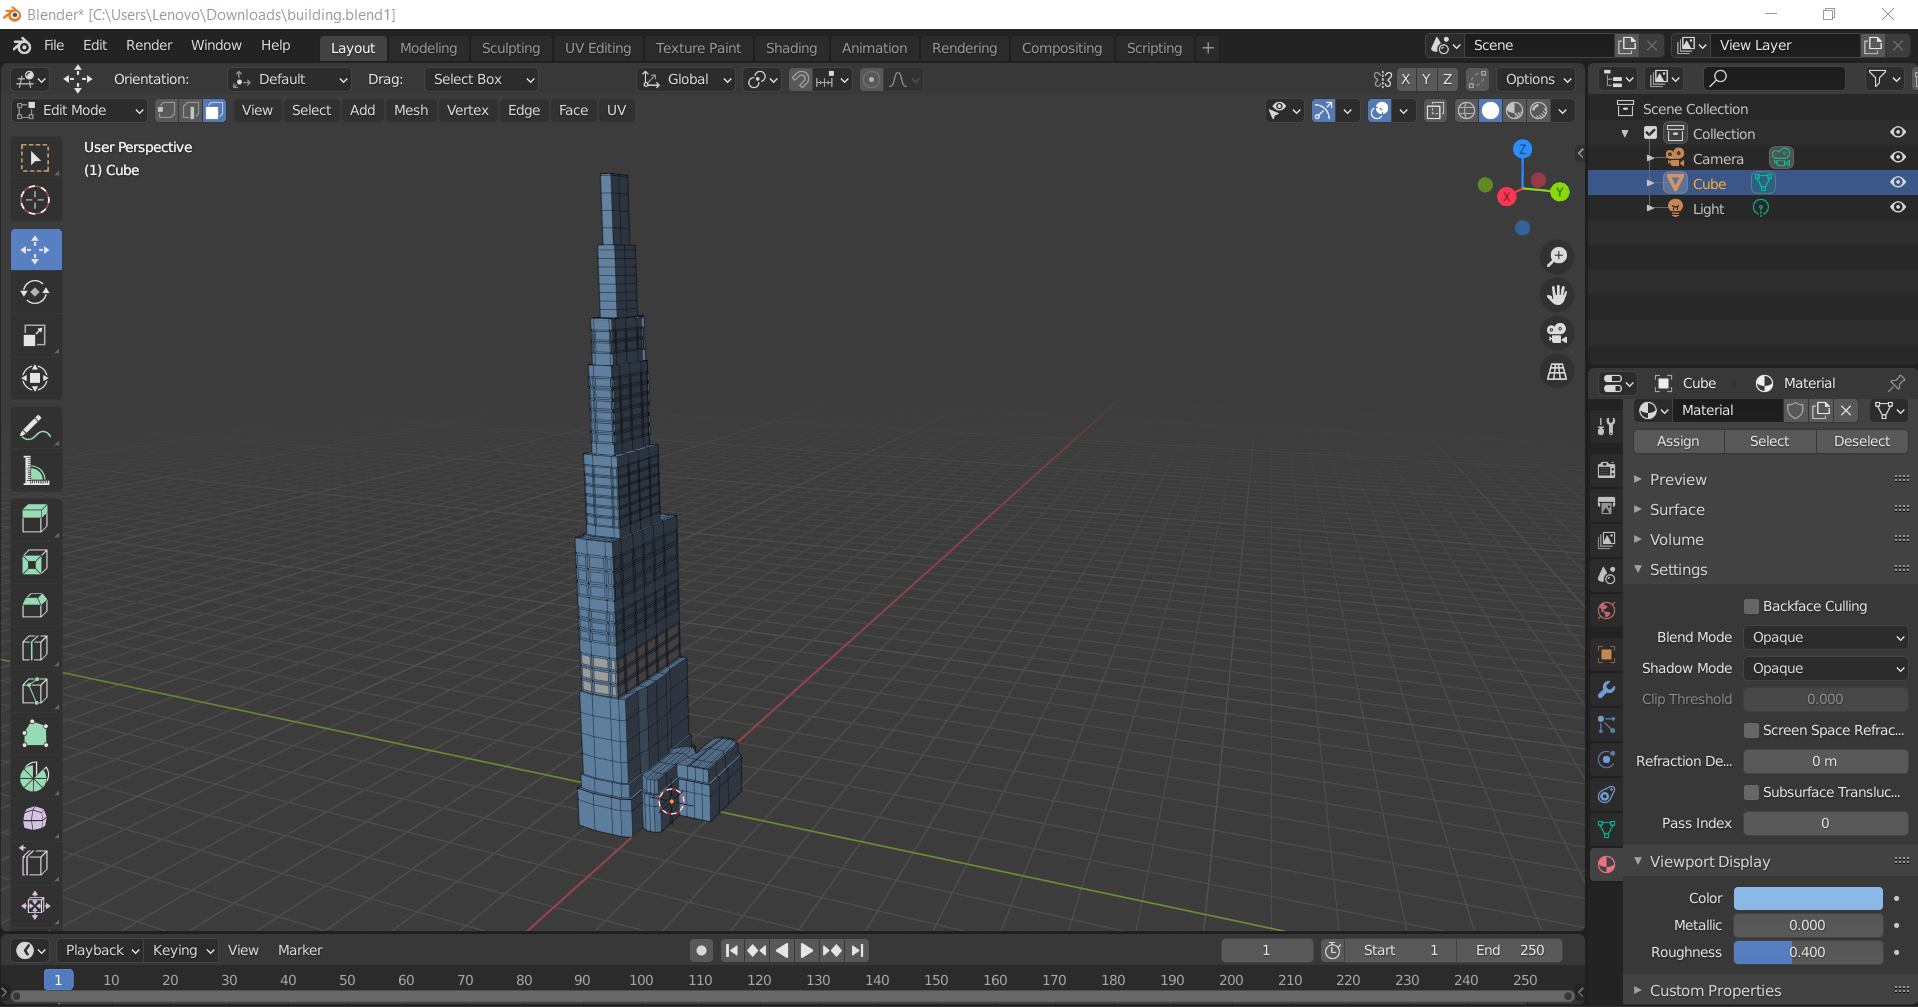 Blender* [C:\Users\Lenovo\Downloads\building.blend1]
File Edit Render Window Help Layout Modeling Sculpting UV Editing Texture Paint Shading Animation Rendering Compositing Scripting + Scene View Layer
Orientation: Default Drag: Select Box Global X Y Z Options
Edit Mode View Select Add Mesh Vertex Edge Face UV
User Perspective
(1) Cube
Z
Y
X
Scene Collection
Collection
Camera
Cube
Light
Cube Material
Material
Assign Select Deselect
Preview
Surface
Volume
Settings
Backface Culling
Blend Mode Opaque
Shadow Mode Opaque
Clip Threshold 0.000
Screen Space Refrac...
Refraction De... 0 m
Subsurface Transluc...
Pass Index 0
Viewport Display
Color
Metallic 0.000
Roughness 0.400
Custom Properties
Playback Keying View Marker 1 Start 1 End 250
1 10 20 30 40 50 60 70 80 90 100 110 120 130 140 150 160 170 180 190 200 210 220 230 240 250